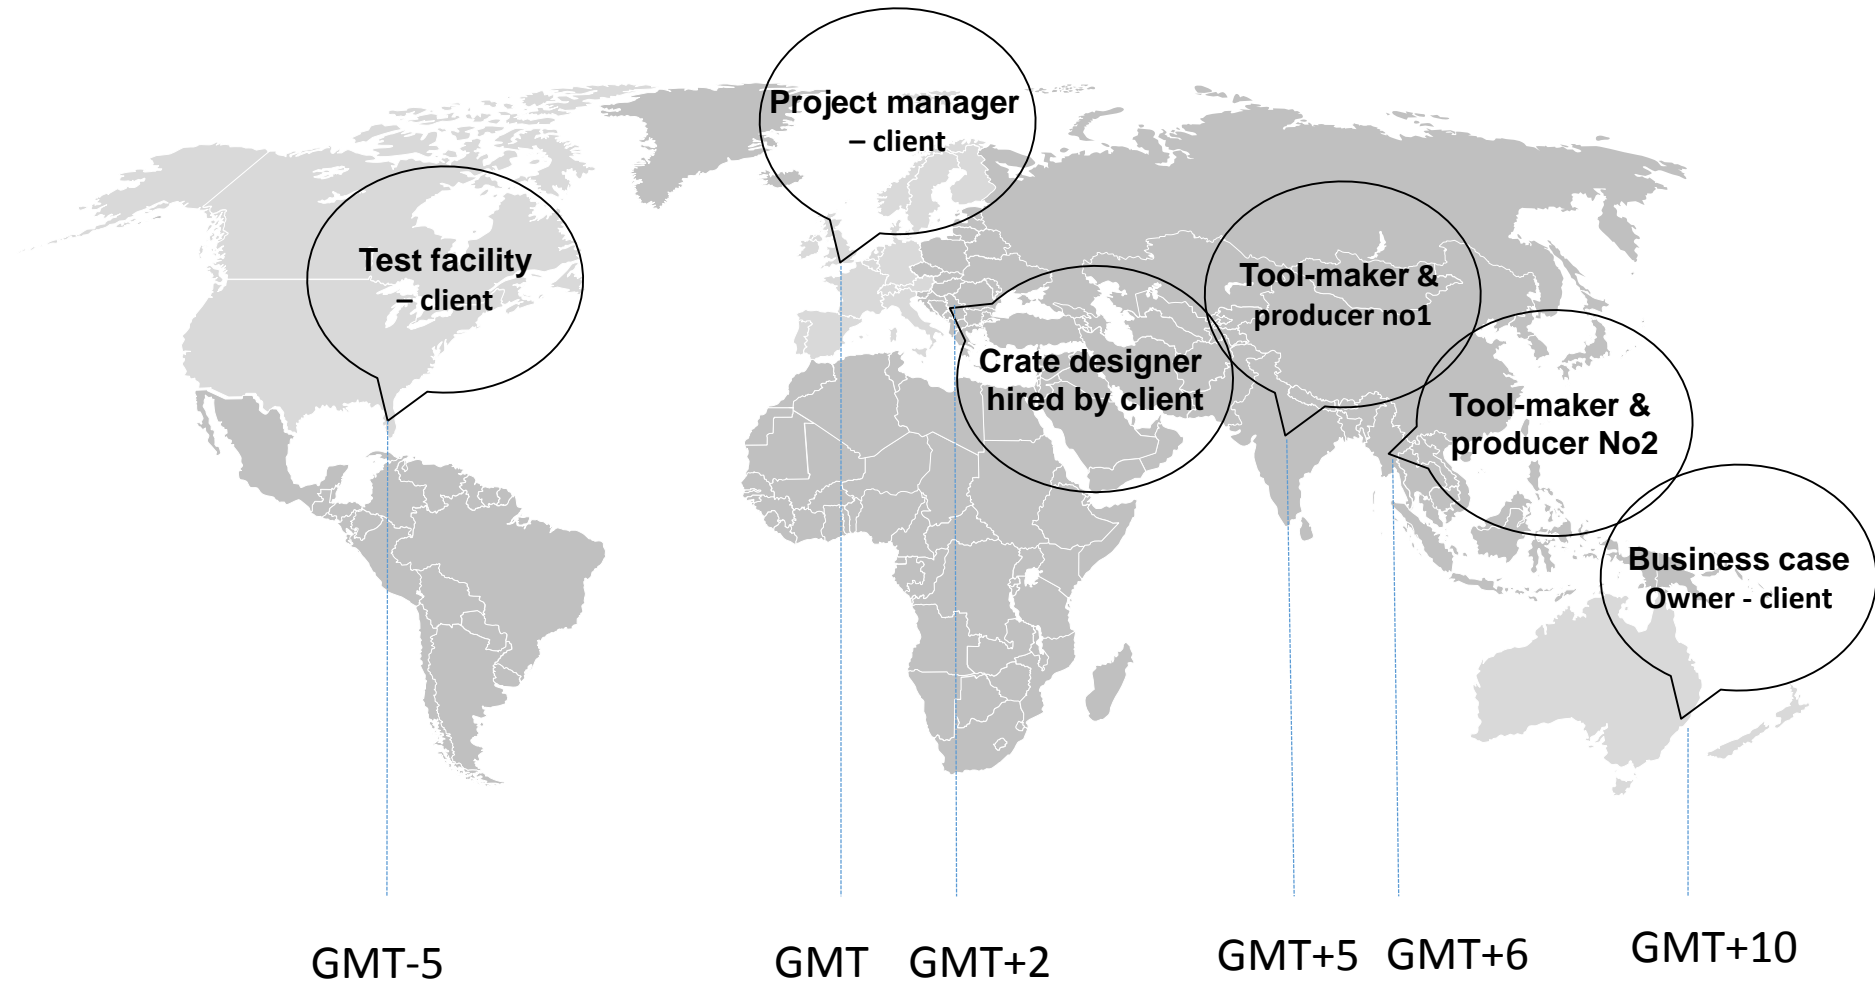 Project manager
– client
Test facility
– client
Tool-maker &
producer no1
Crate designer
hired by client
Tool-maker &
producer No2
Business case
Owner - client
GMT-5
GMT
GMT+2
GMT+5
GMT+6
GMT+10